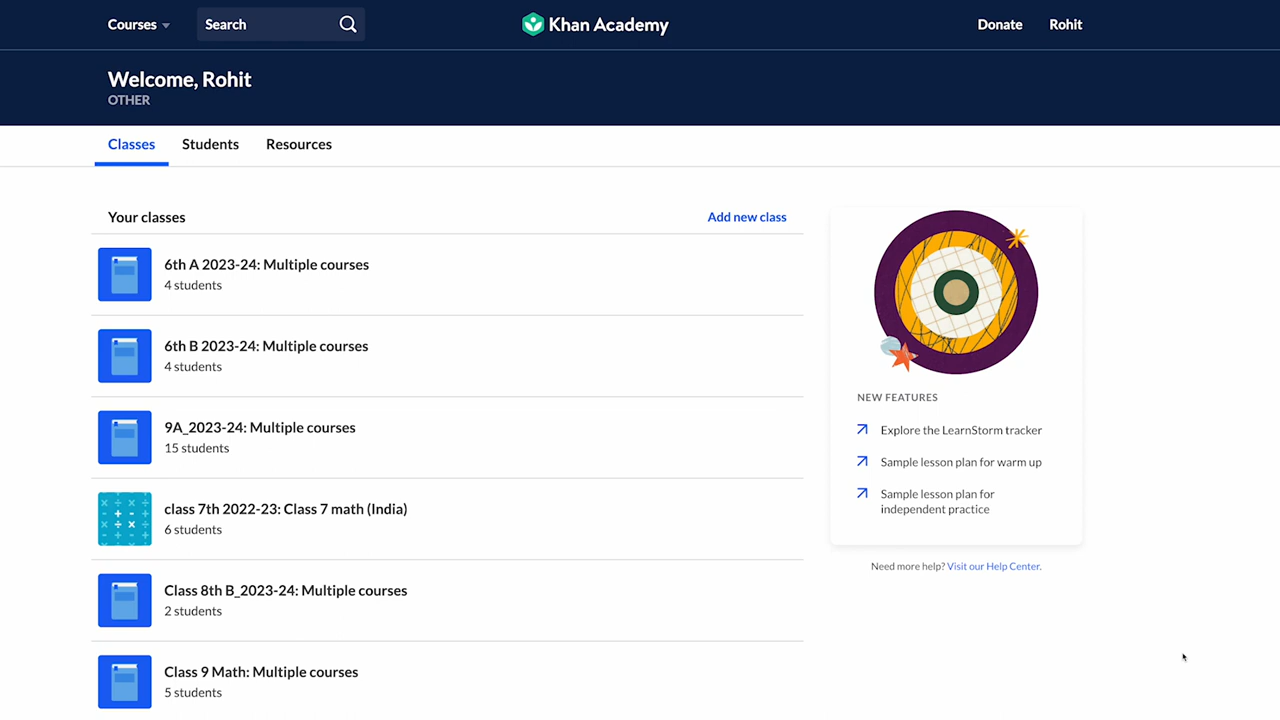 Courses
Search
Khan Academy
Donate
Rohit
Welcome, Rohit
OTHER
Classes
Students
Resources
Your classes
Add new class
6th A 2023-24: Multiple courses
4 students
6th B 2023-24: Multiple courses
4 students
9A_2023-24: Multiple courses
15 students
class 7th 2022-23: Class 7 math (India)
6 students
Class 8th B_2023-24: Multiple courses
2 students
Class 9 Math: Multiple courses
5 students
NEW FEATURES
Explore the LearnStorm tracker
Sample lesson plan for warm up
Sample lesson plan for
independent practice
Need more help? Visit our Help Center.